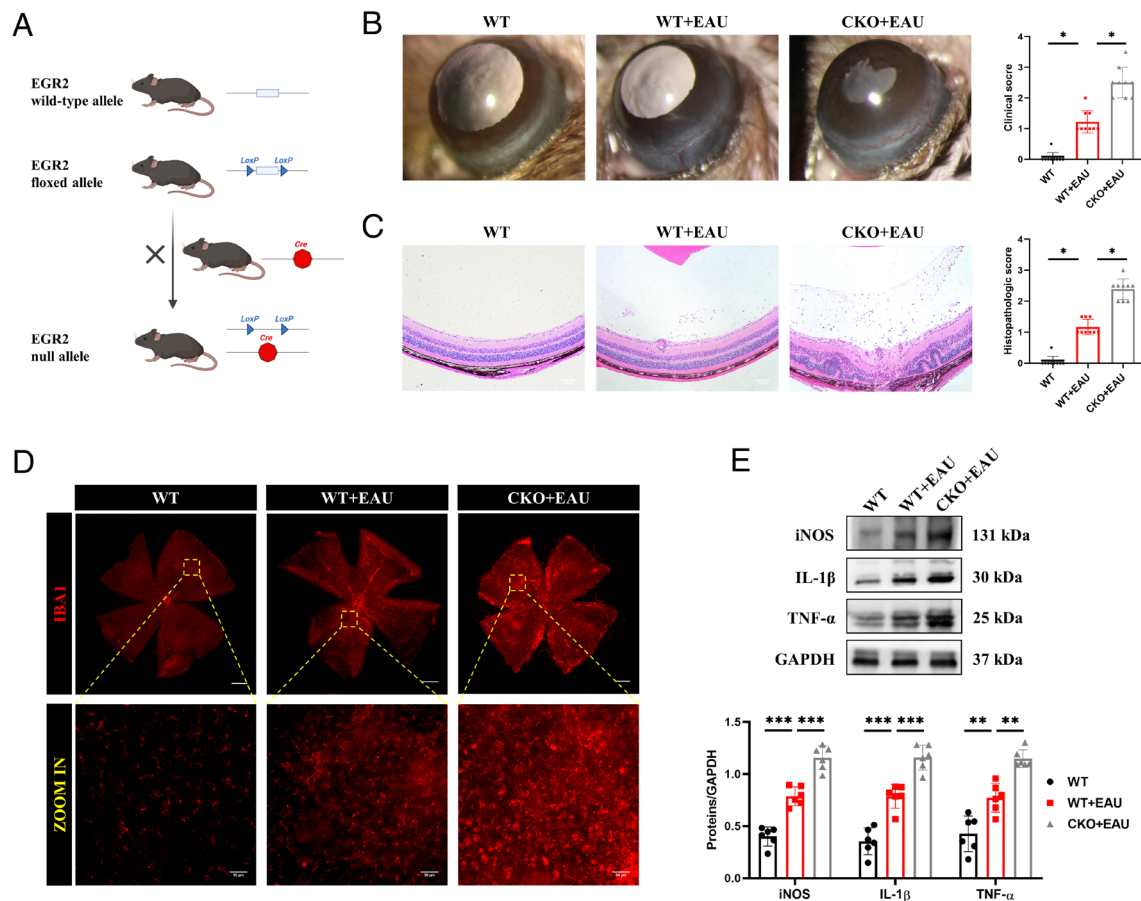 A
EGR2
wild-type allele
EGR2
floxed allele
LoxP LoxP
Cre
EGR2
null allele
LoxP LoxP
Cre
B
WT WT+EAU CKO+EAU
Clinical score
4
3
2
1
0
* *
WT WT+EAU CKO+EAU
C
WT WT+EAU CKO+EAU
Histopathologic score
4
3
2
1
0
* *
WT WT+EAU CKO+EAU
D
WT WT+EAU CKO+EAU
IBA1
ZOOM IN
E
WT WT+EAU CKO+EAU
iNOS 131 kDa
IL-1β 30 kDa
TNF-α 25 kDa
GAPDH 37 kDa
Proteins/GAPDH
1.5
1.0
0.5
0.0
*** *** *** *** ** **
iNOS IL-1β TNF-α
WT
WT+EAU
CKO+EAU